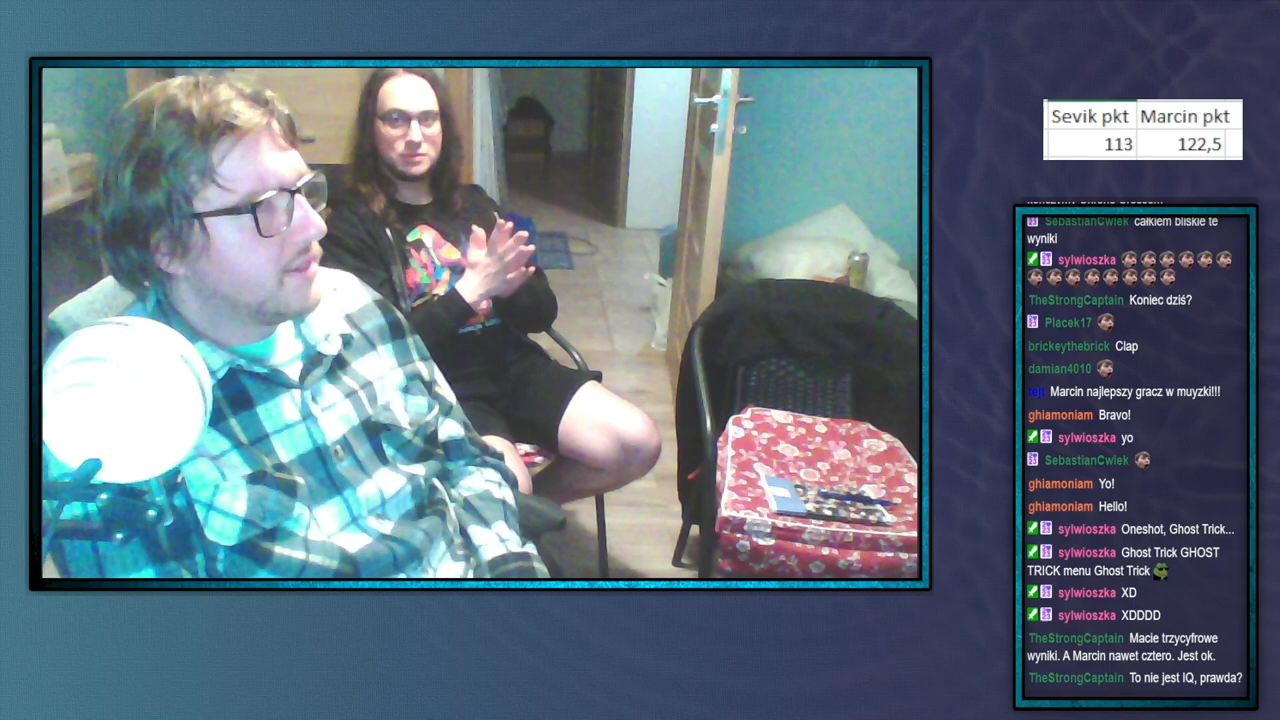 Sevik pkt Marcin pkt
113 122,5
SebastianCwiek całkiem bliskie te
wyniki
sylwioszka
TheStrongCaptain Koniec dziś?
Placek17
brickeythebrick Clap
damian4010
Marcin najlepszy gracz w muyzki!!!
ghiamoniam Bravo!
sylwioszka yo
SebastianCwiek
ghiamoniam Yo!
ghiamoniam Hello!
sylwioszka Oneshot, Ghost Trick...
sylwioszka Ghost Trick GHOST
TRICK menu Ghost Trick
sylwioszka XD
sylwioszka XDDDD
TheStrongCaptain Macie trzycyfrowe
wyniki. A Marcin nawet cztero. Jest ok.
TheStrongCaptain To nie jest IQ, prawda?